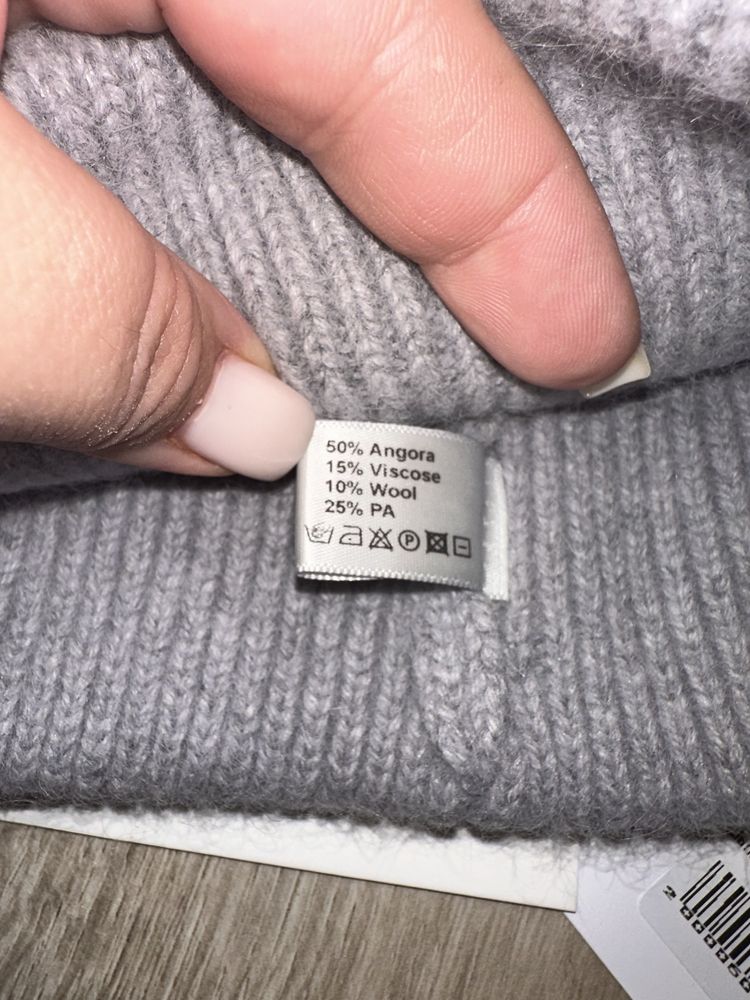 50% Angora
15% Viscose
10% Wool
25% PA
P